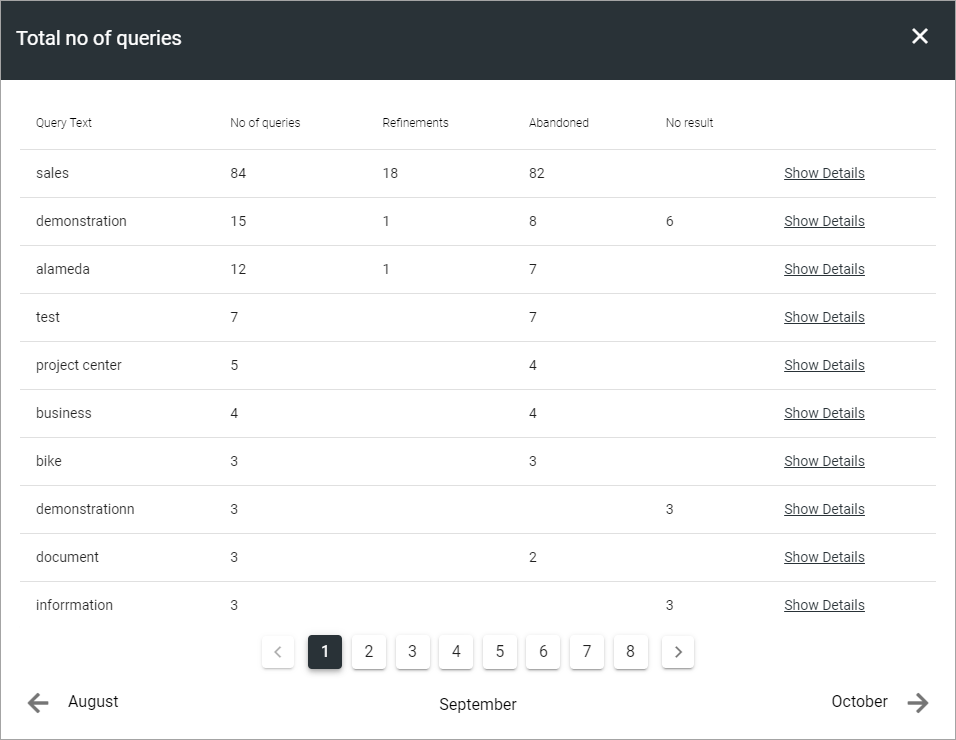 Total no of queries
Query Text No of queries Refinements Abandoned No result
sales 84 18 82 Show Details
demonstration 15 1 8 6 Show Details
alameda 12 1 7 Show Details
test 7 7 Show Details
project center 5 4 Show Details
business 4 4 Show Details
bike 3 3 Show Details
demonstrationn 3 3 Show Details
document 3 2 Show Details
inforrmation 3 3 Show Details
1 2 3 4 5 6 7 8
August September October